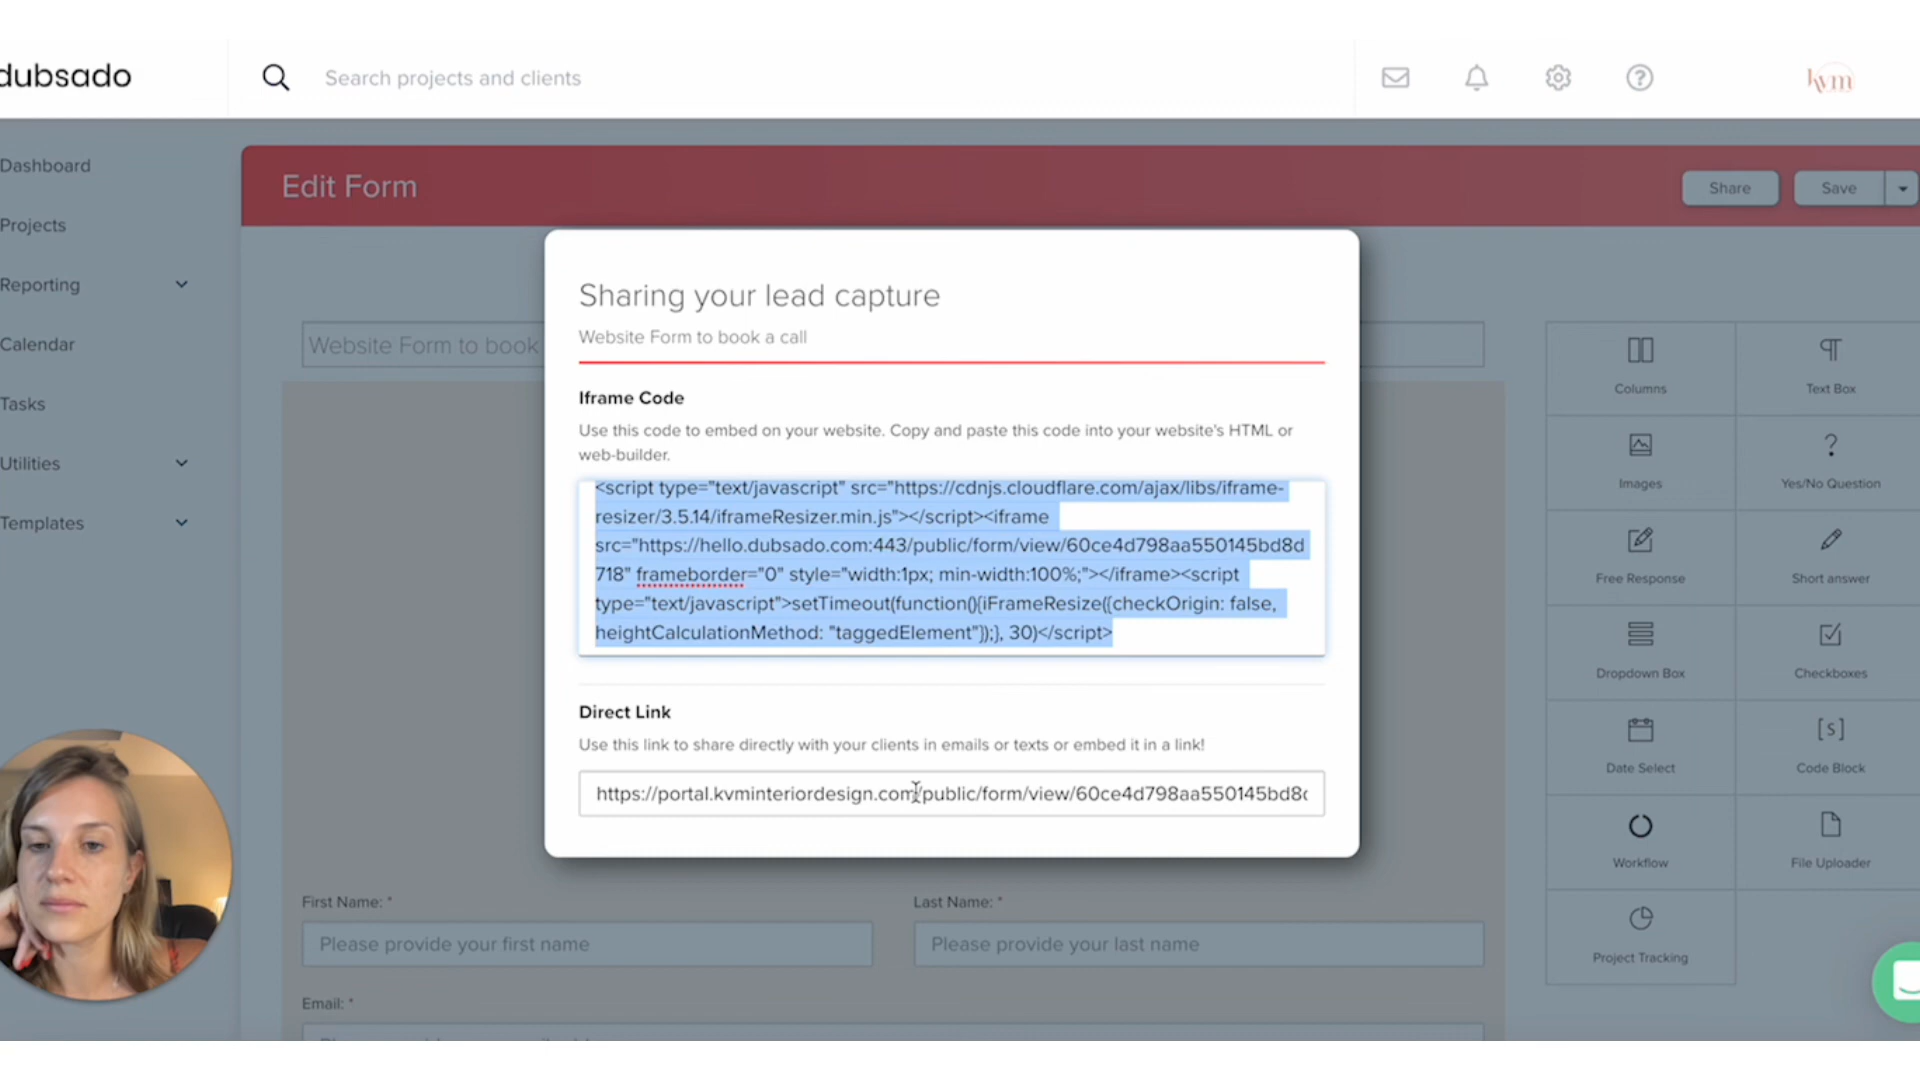 dubsado
Search projects and clients
kvm
Dashboard
Projects
Reporting
Calendar
Tasks
Utilities
Templates
Edit Form
Share
Save
Website Form to book
Sharing your lead capture
Website Form to book a call
Iframe Code
Use this code to embed on your website. Copy and paste this code into your website's HTML or
web-builder.
<script type="text/javascript" src="https://cdnjs.cloudflare.com/ajax/libs/iframe-
resizer/3.5.14/iframeResizer.min.js"></script><iframe
src="https://hello.dubsado.com:443/public/form/view/60ce4d798aa550145bd8d
718" frameborder="0" style="width:1px; min-width:100%;"></iframe><script
type="text/javascript">setTimeout(function(){iFrameResize({checkOrigin: false,
heightCalculationMethod: "taggedElement"});}, 30)</script>
Direct Link
Use this link to share directly with your clients in emails or texts or embed it in a link!
https://portal.kvminteriordesign.com/public/form/view/60ce4d798aa550145bd8
First Name: *
Last Name: *
Please provide your first name
Please provide your last name
Email: *
Columns
Text Box
Images
Yes/No Question
Free Response
Short answer
Dropdown Box
Checkboxes
Date Select
Code Block
Workflow
File Uploader
Project Tracking